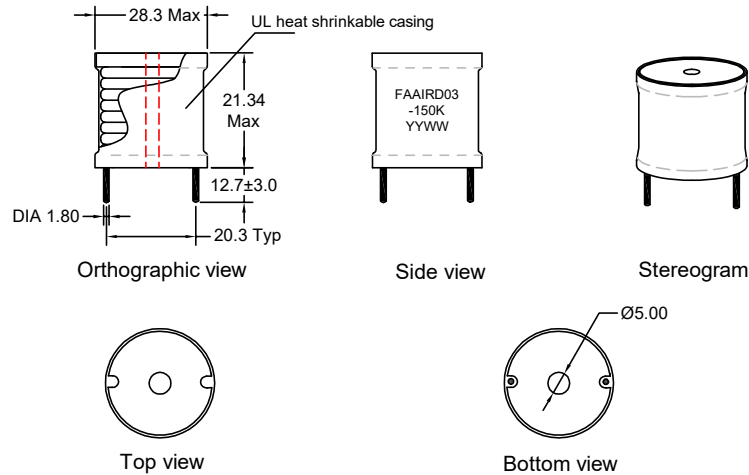 28.3 Max
UL heat shrinkable casing
21.34
Max
12.7±3.0
DIA 1.80
20.3 Typ
Orthographic view
FAAIRD03
-150K
YYWW
Side view
Stereogram
Top view
Ø5.00
Bottom view